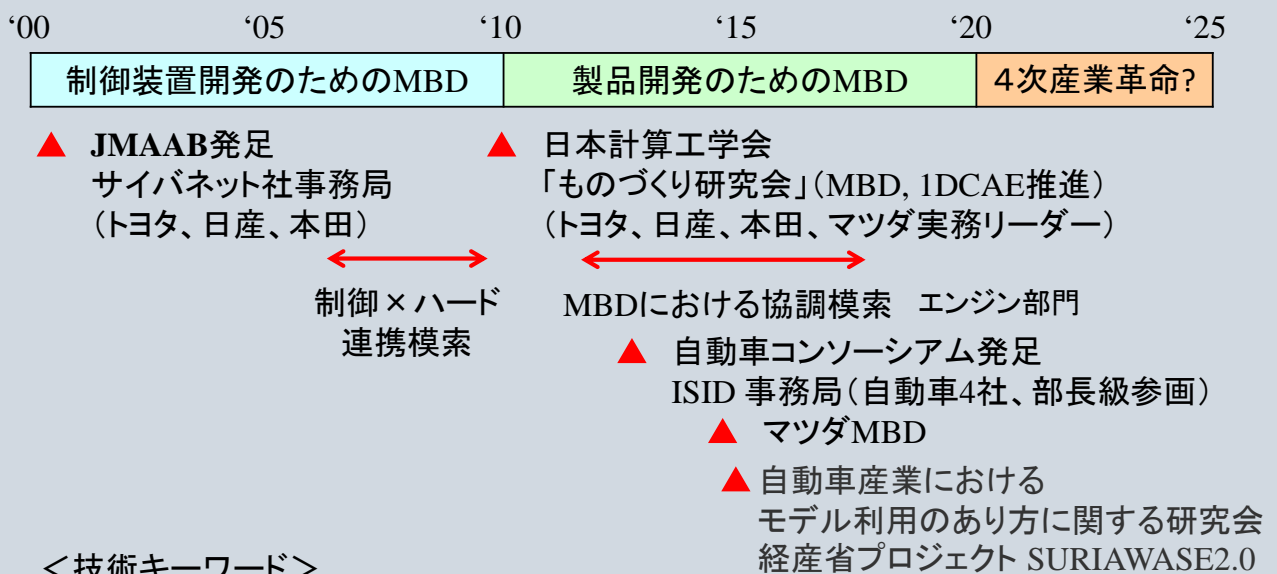 ‘00 ‘05 ‘10 ‘15 ‘20 ‘25
制御装置開発のためのMBD 製品開発のためのMBD 4次産業革命?
JMAAB発足
サイバネット社事務局
（トヨタ、日産、本田）
日本計算工学会
「ものづくり研究会」（MBD, 1DCAE推進）
（トヨタ、日産、本田、マツダ実務リーダー）
制御×ハード
連携模索
MBDにおける協調模索 エンジン部門
自動車コンソーシアム発足
ISID 事務局（自動車4社、部長級参画）
マツダMBD
自動車産業における
モデル利用のあり方に関する研究会
経産省プロジェクト SURIAWASE2.0
＜技術キーワード＞